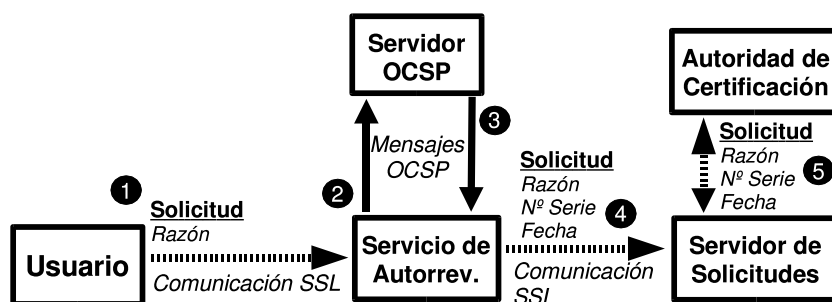 Servidor
OCSP
Autoridad de
Certificación
3
Mensajes
OCSP
Solicitud
Razón
Nº Serie
Fecha
5
Solicitud
Razón
Nº Serie
Fecha
4
1
2
Solicitud
Razón
Usuario
Comunicación SSL
Servicio de
Autorrev.
Comunicación
SSL
Servidor de
Solicitudes